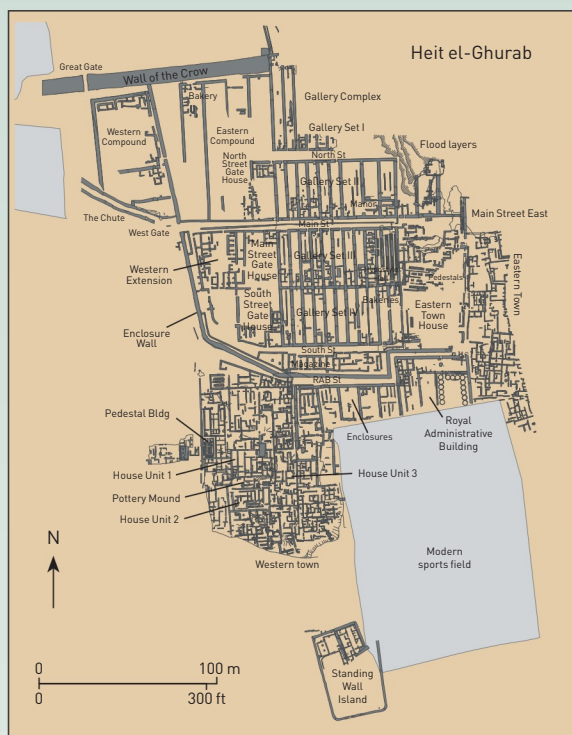 Heit el-Ghurab
Great Gate
Wall of the Crow
Bakery
Gallery Complex
Western
Compound
Eastern
Compound
Gallery Set I
Flood layers
North St
North
Street
Gate
House
Gallery Set II
Manor
The Chute
Main Street East
West Gate
Main St
Main
Street
Gate
House
Gallery Set III
Eastern Town
Western
Extension
Pedestals
South
Street
Gate
House
Bakeries
Gallery Set IV
Eastern
Town
House
Enclosure
Wall
South St
Magazine
RAB St
Pedestal Bldg
Enclosures
Royal
Administrative
Building
House Unit 1
House Unit 3
Pottery Mound
House Unit 2
N
Western town
Modern
sports field
0
100 m
0
300 ft
Standing
Wall
Island